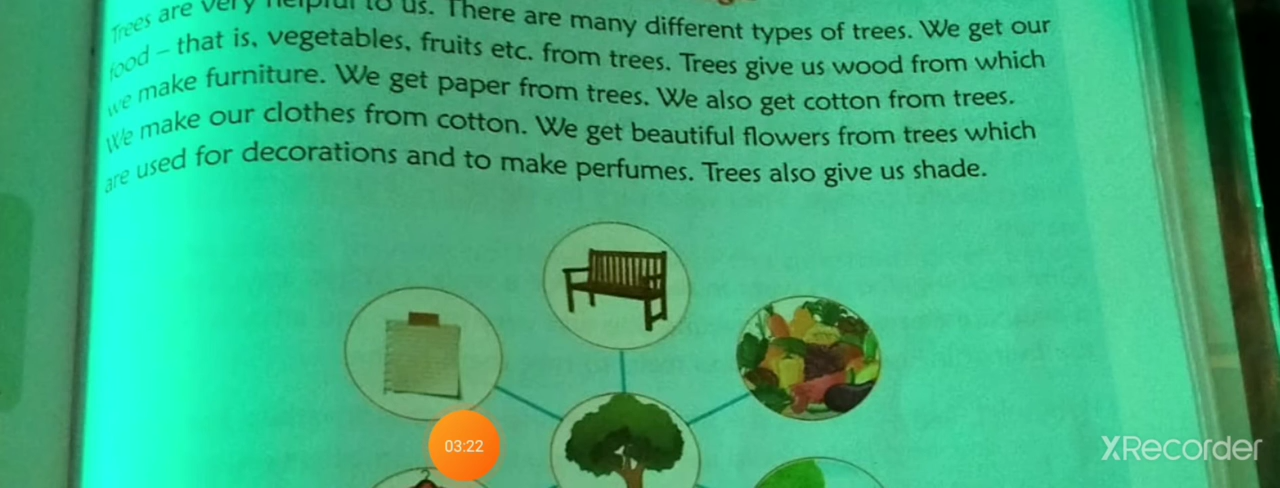 Trees are very helpful to us. There are many different types of trees. We get our
food – that is, vegetables, fruits etc. from trees. Trees give us wood from which
we make furniture. We get paper from trees. We also get cotton from trees.
We make our clothes from cotton. We get beautiful flowers from trees which
are used for decorations and to make perfumes. Trees also give us shade.
03:22
XRecorder